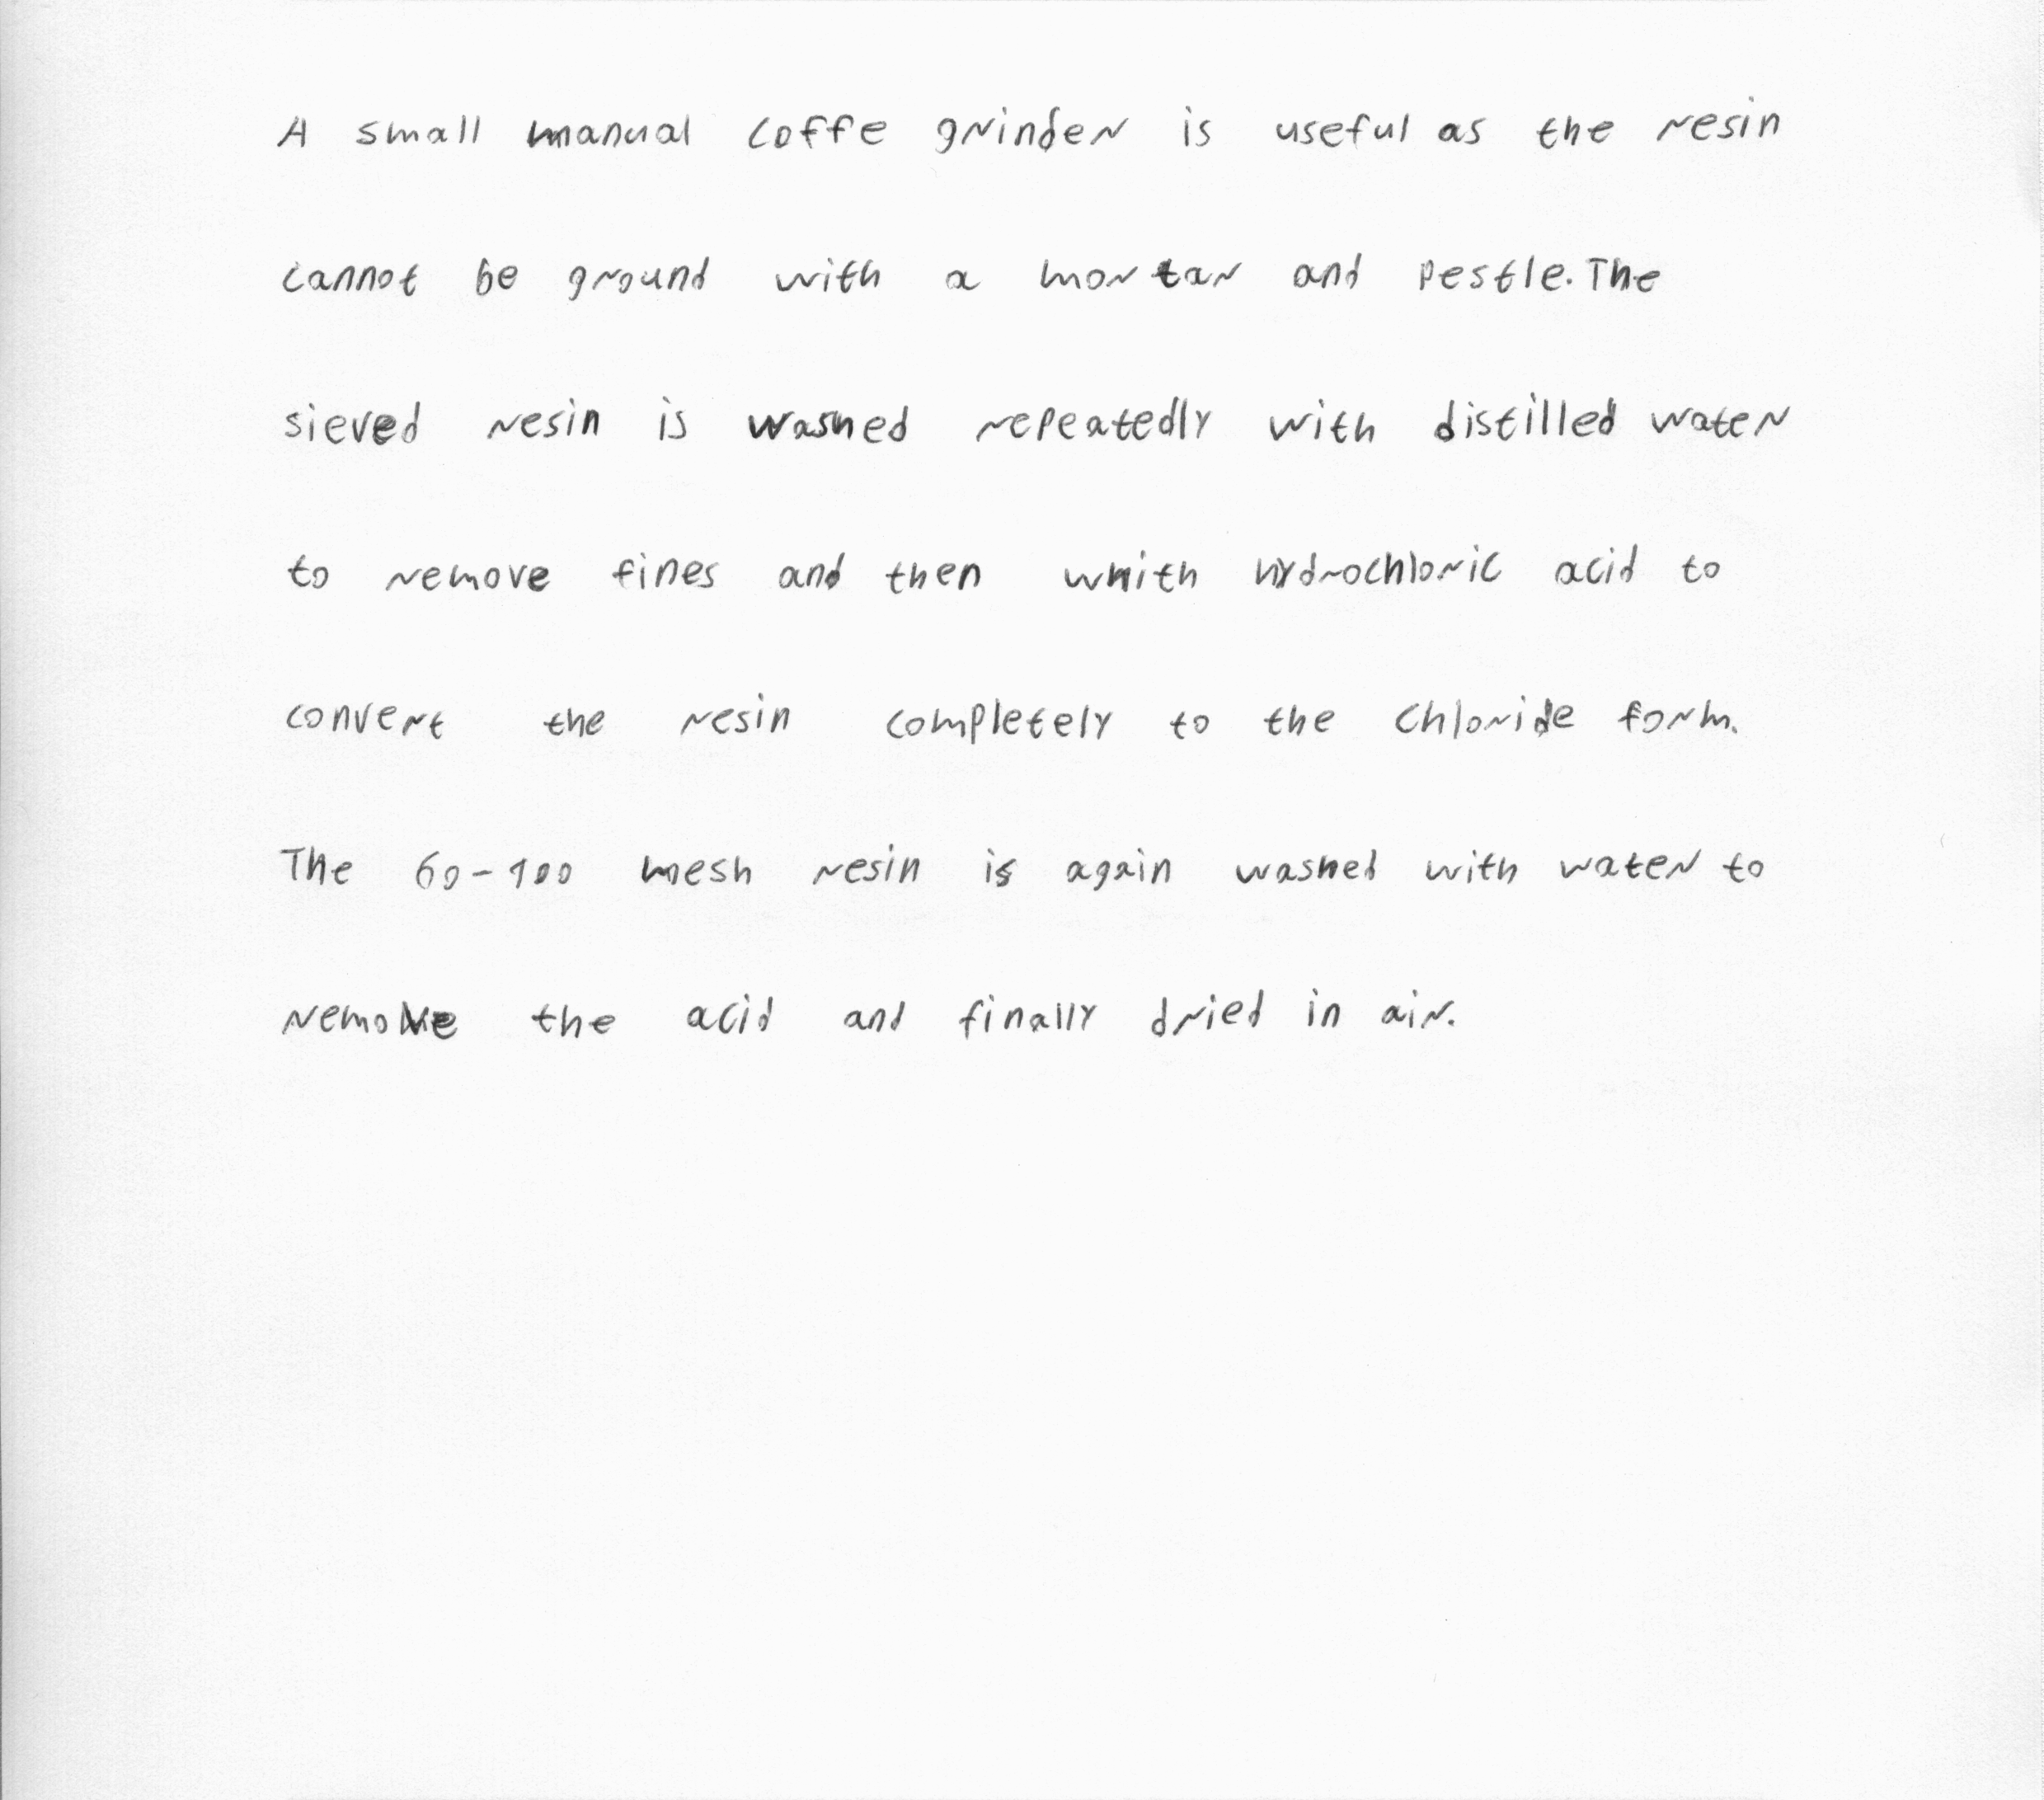 A small manual coffe grinder is useful as the resin
cannot be ground with a mortar and pestle. The
sieved resin is washed repeatedly with distilled water
to remove fines and then whith hydrochloric acid to
convert the resin completely to the chloride form.
The 60-100 mesh resin is again washed with water to
remove the acid and finally dried in air.